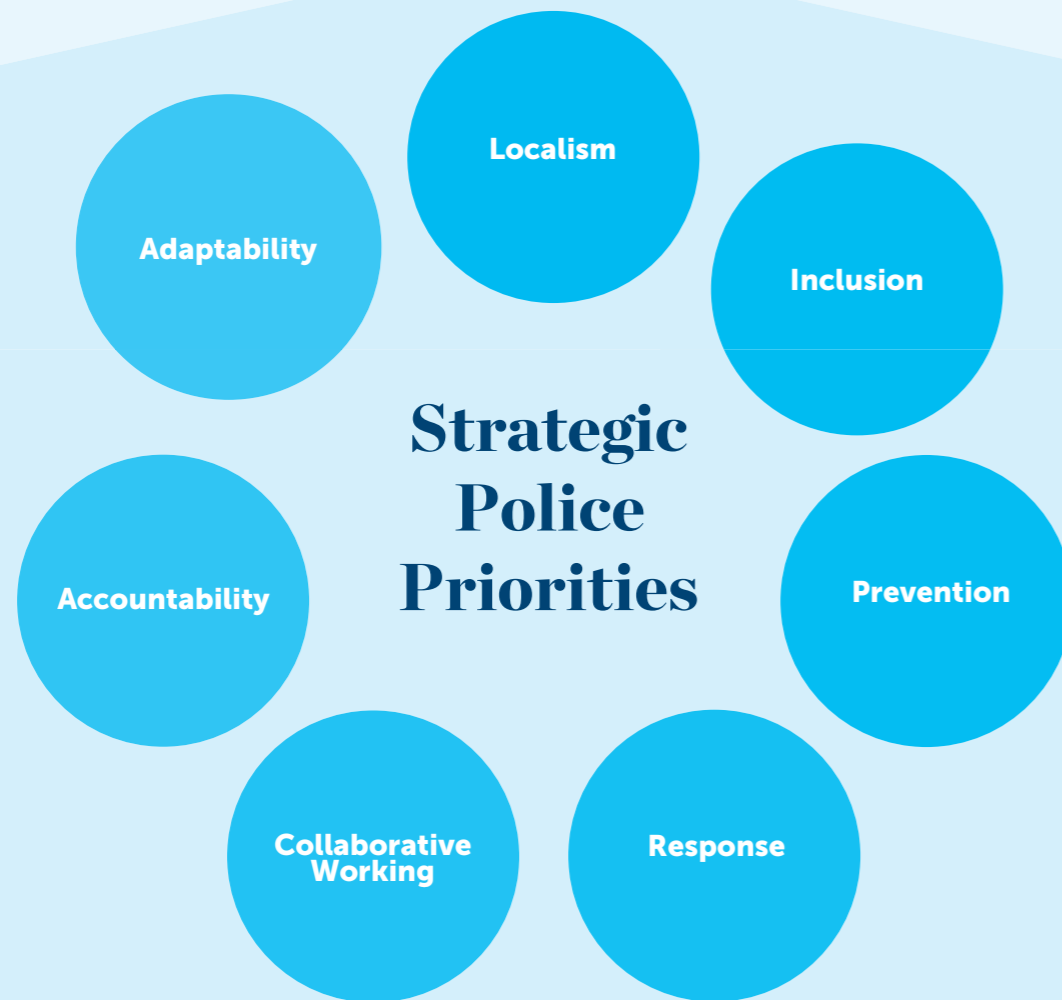 Localism
Adaptability
Inclusion
Strategic
Police
Priorities
Accountability
Prevention
Collaborative
Working
Response